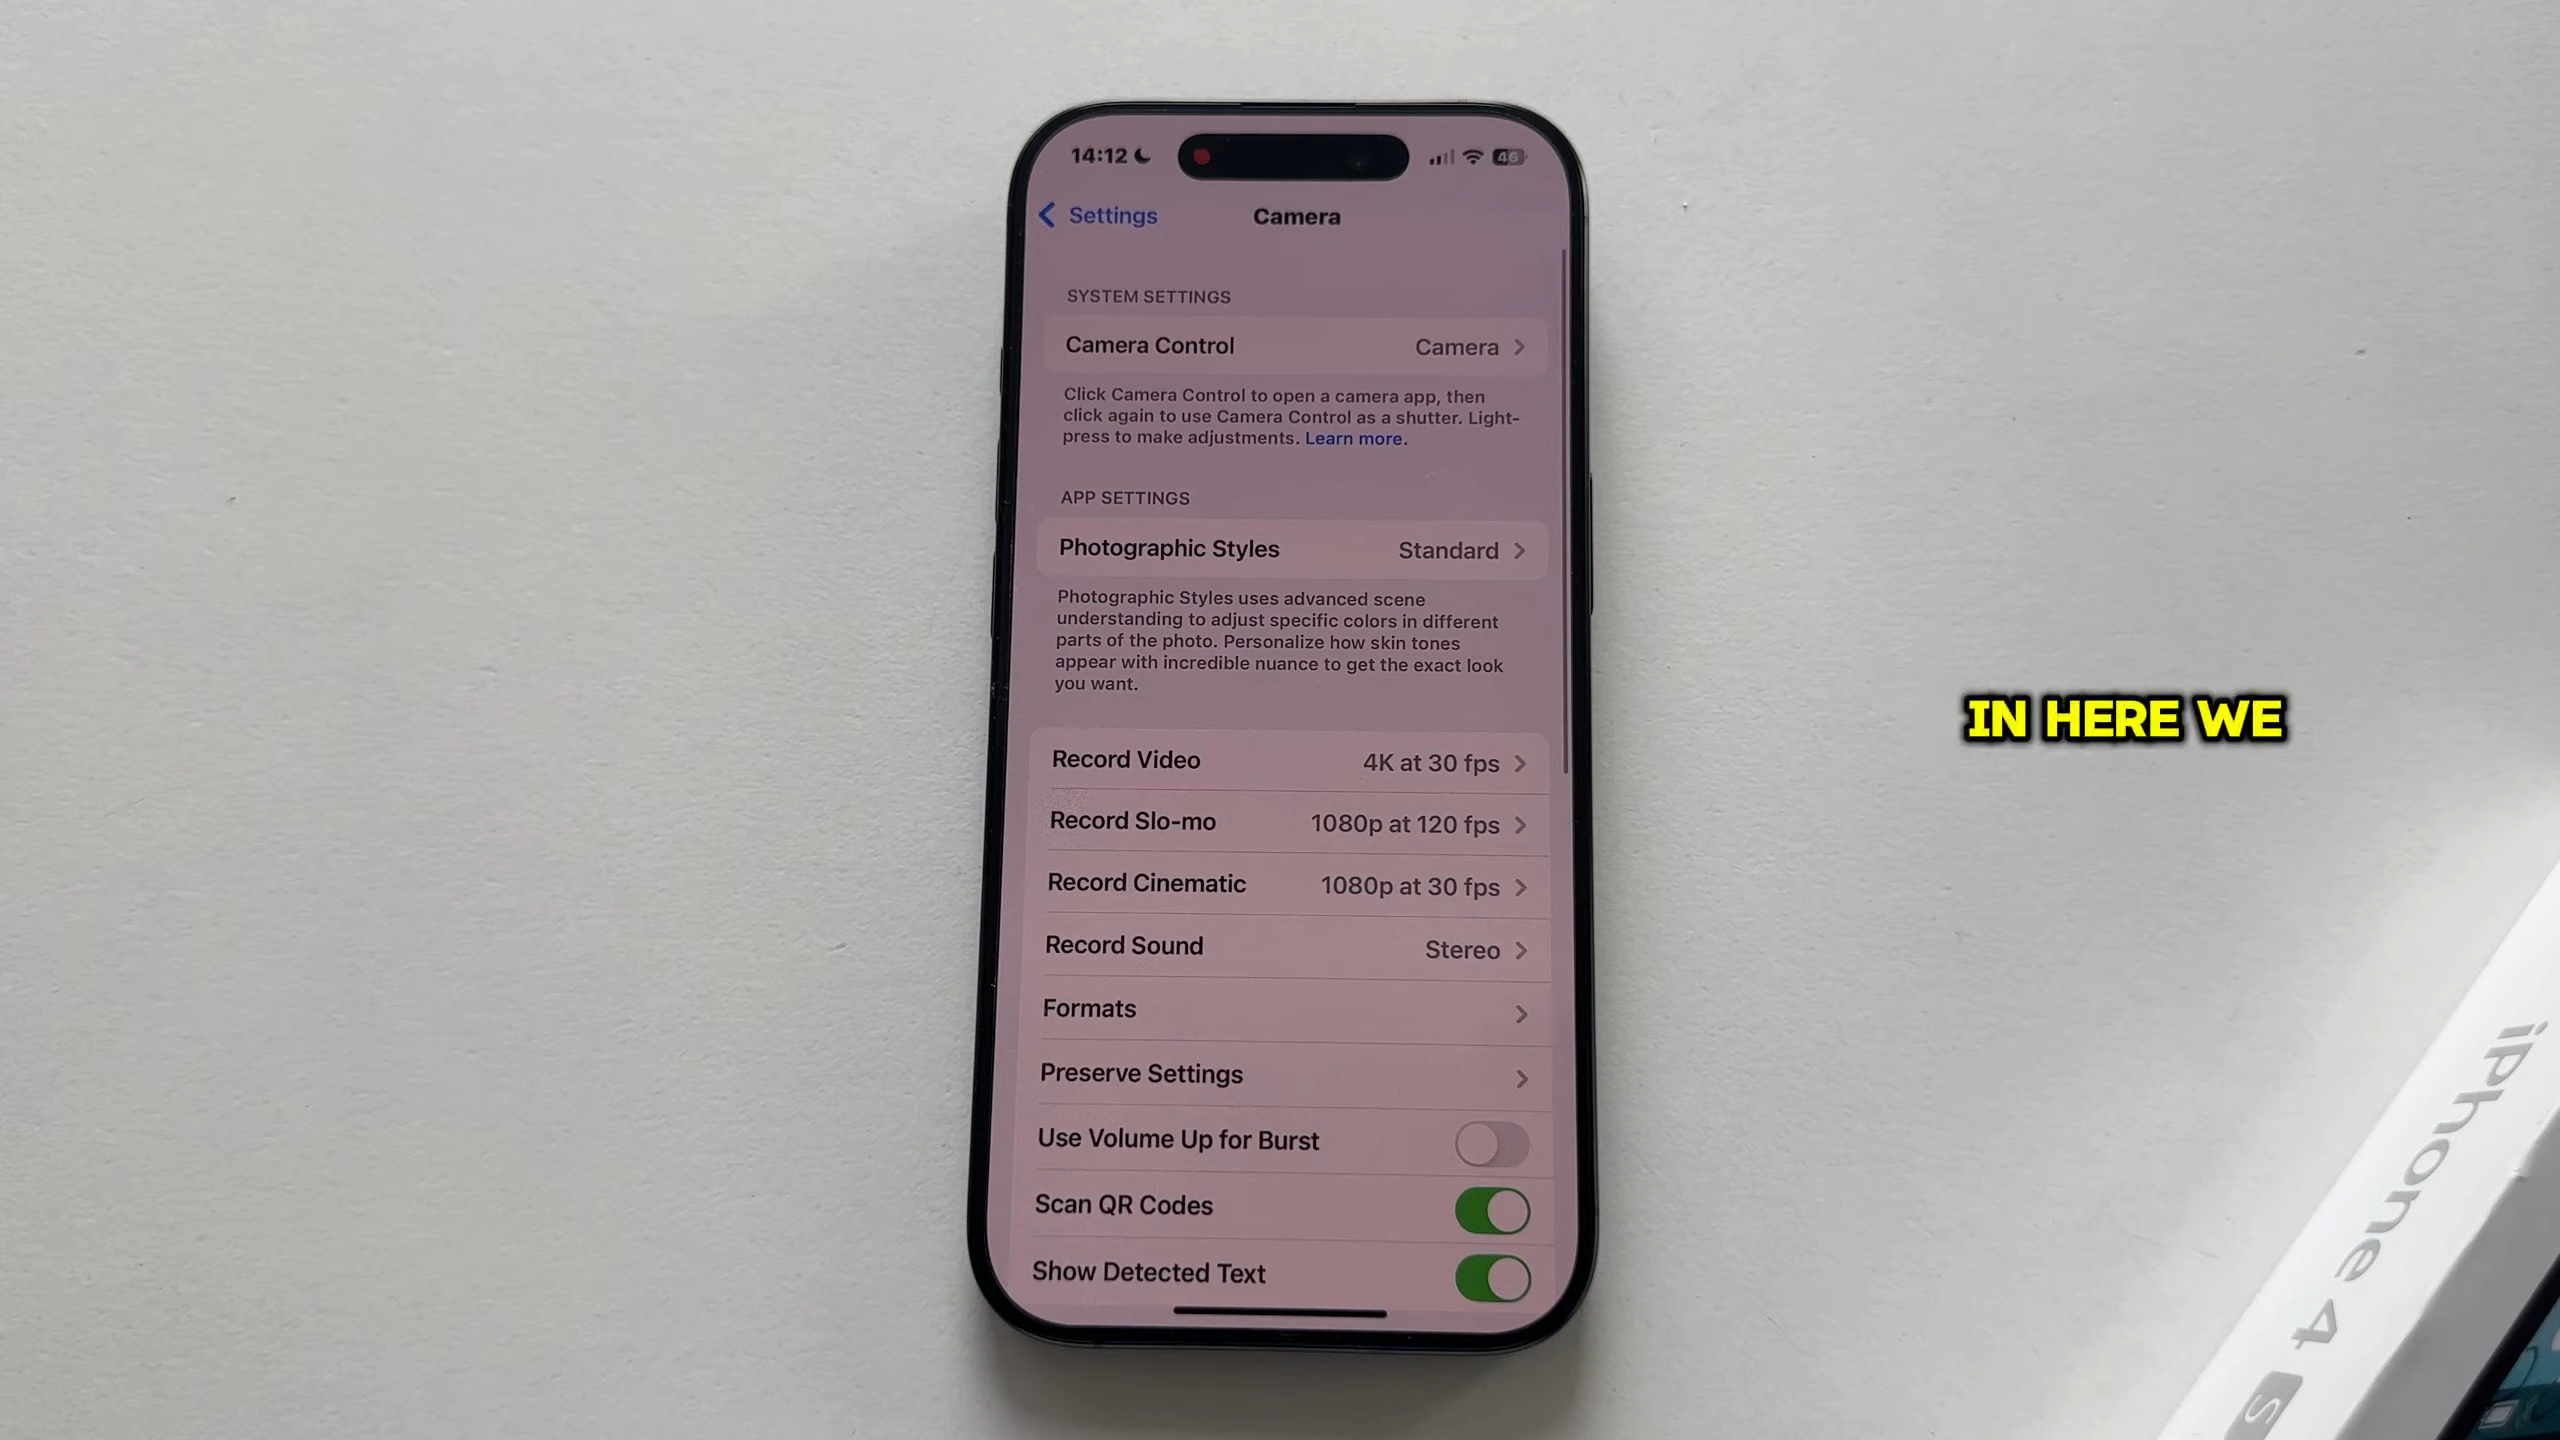 14:12
46
Settings
Camera
SYSTEM SETTINGS
Camera Control
Camera
Click Camera Control to open a camera app, then
click again to use Camera Control as a shutter. Light-
press to make adjustments. Learn more.
APP SETTINGS
Photographic Styles
Standard
Photographic Styles uses advanced scene
understanding to adjust specific colors in different
parts of the photo. Personalize how skin tones
appear with incredible nuance to get the exact look
you want.
Record Video
4K at 30 fps
Record Slo-mo
1080p at 120 fps
Record Cinematic
1080p at 30 fps
Record Sound
Stereo
Formats
Preserve Settings
Use Volume Up for Burst
Scan QR Codes
Show Detected Text
IN HERE WE
iPhone 4 S